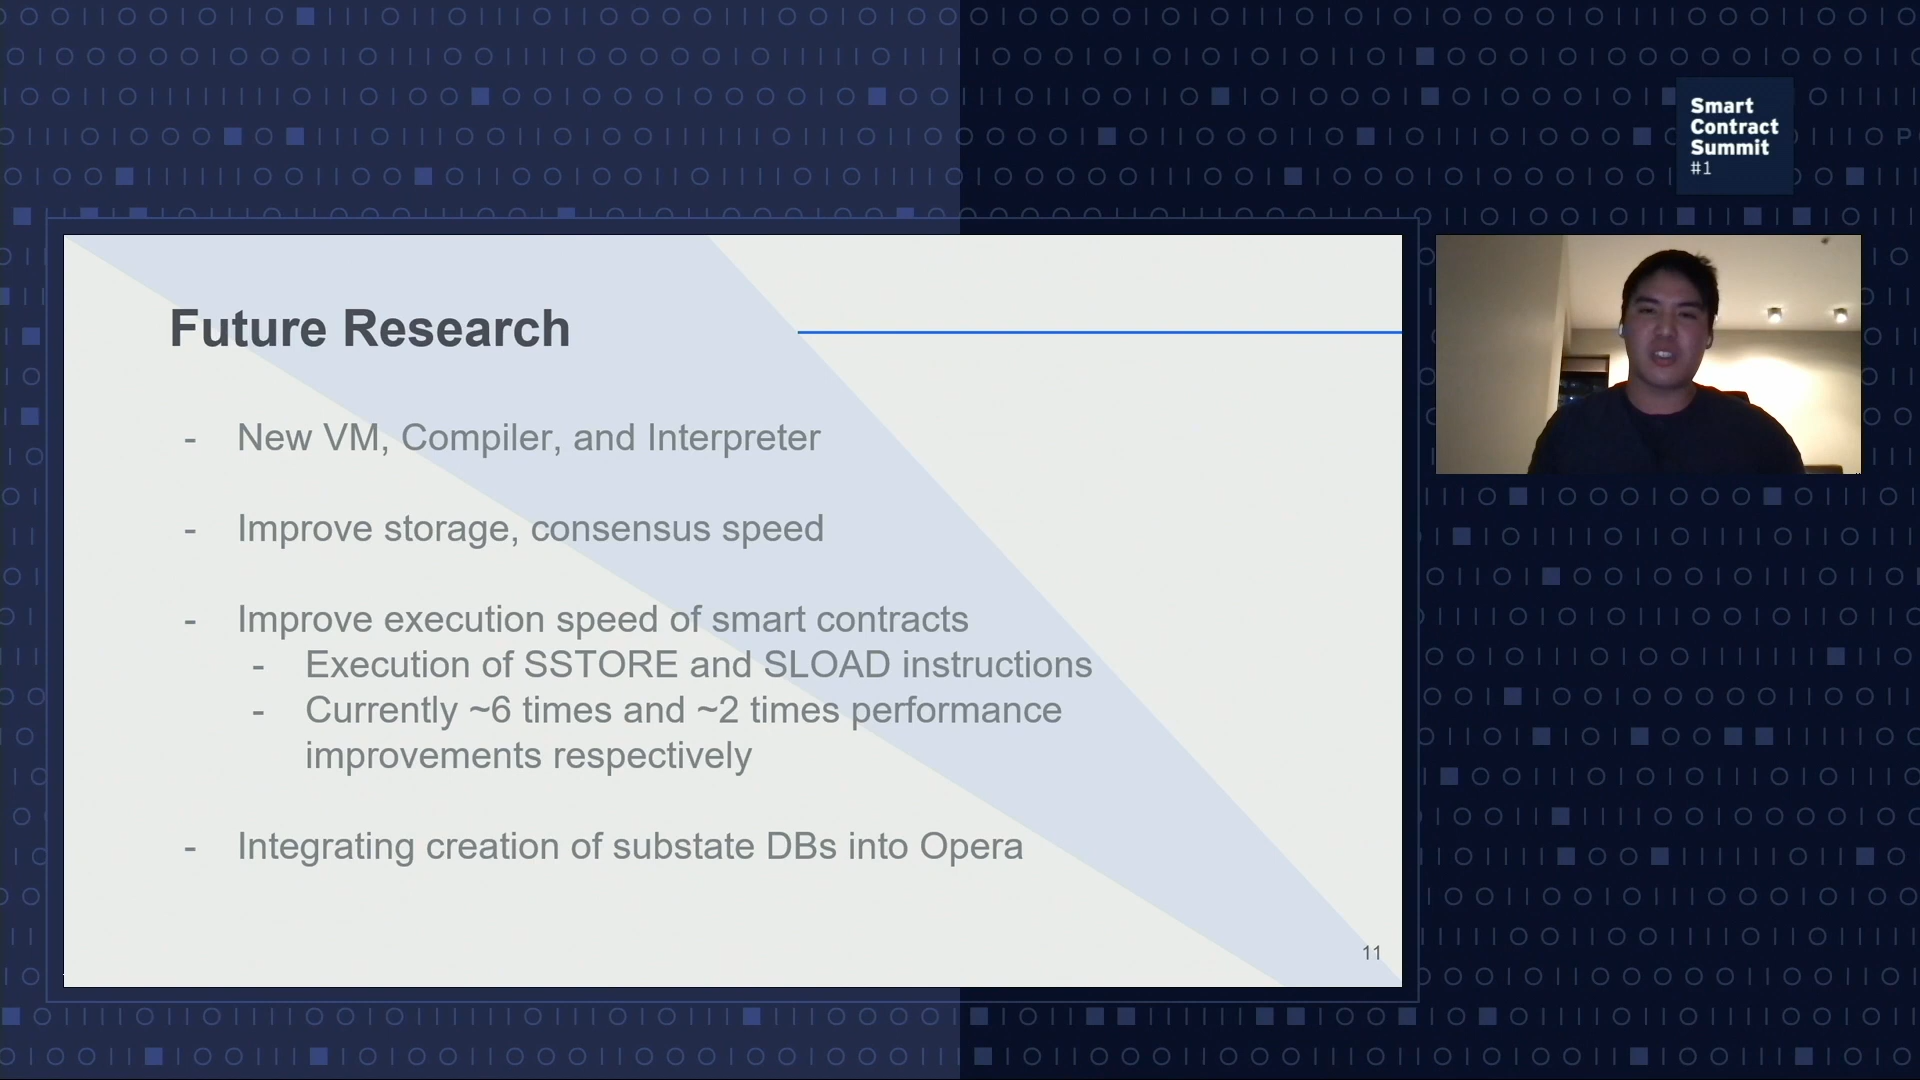 Smart
Contract
Summit
#1
Future Research
- New VM, Compiler, and Interpreter
- Improve storage, consensus speed
- Improve execution speed of smart contracts
- Execution of SSTORE and SLOAD instructions
- Currently ~6 times and ~2 times performance
improvements respectively
- Integrating creation of substate DBs into Opera
11